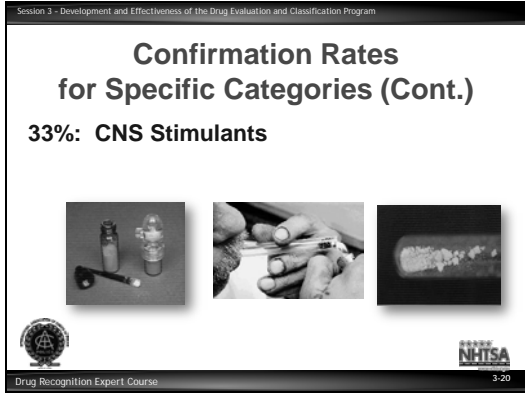 Session 3 – Development and Effectiveness of the Drug Evaluation and Classification Program
Confirmation Rates
for Specific Categories (Cont.)
33%: CNS Stimulants
NHTSA
Drug Recognition Expert Course
3-20